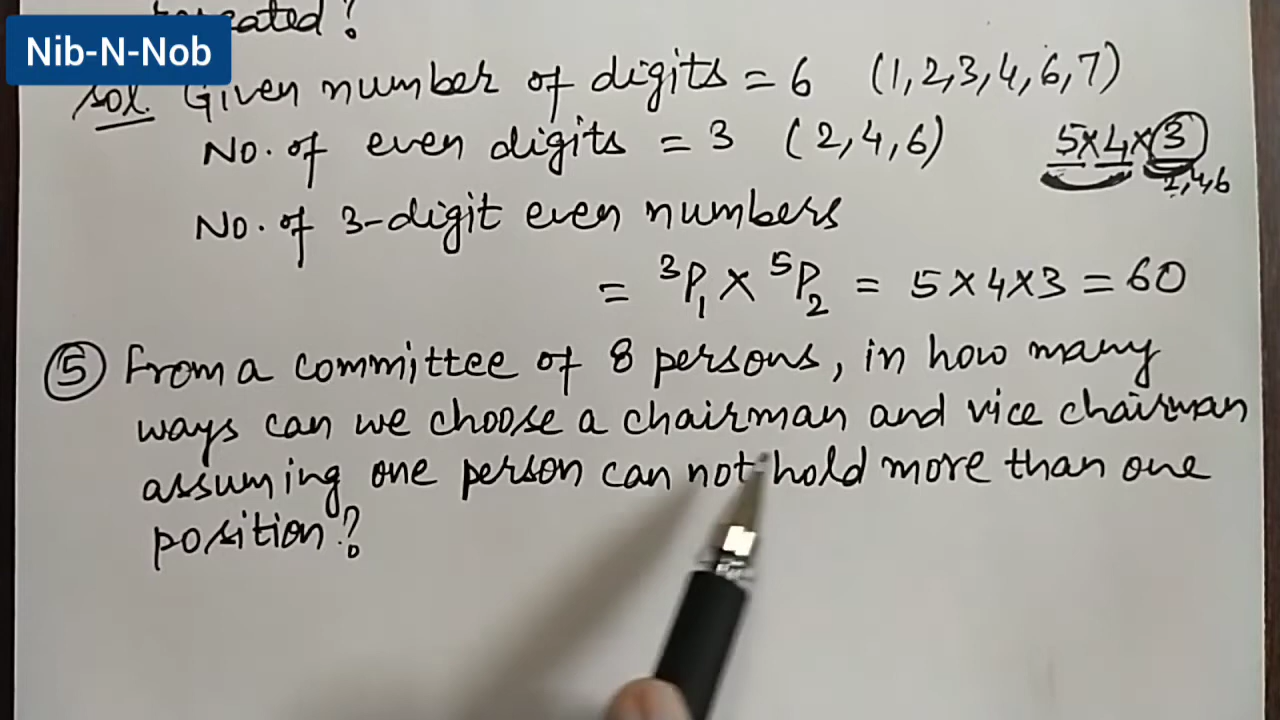 repeated?
Nib-N-Nob
Sol. Given number of digits = 6 (1,2,3,4,6,7)
No. of even digits = 3 (2,4,6)
5×4×3
2,4,6
No. of 3-digit even numbers
= ³P₁ × ⁵P₂ = 5×4×3 = 60
⑤ From a committee of 8 persons, in how many
ways can we choose a chairman and vice chairman
assuming one person can not hold more than one
position?